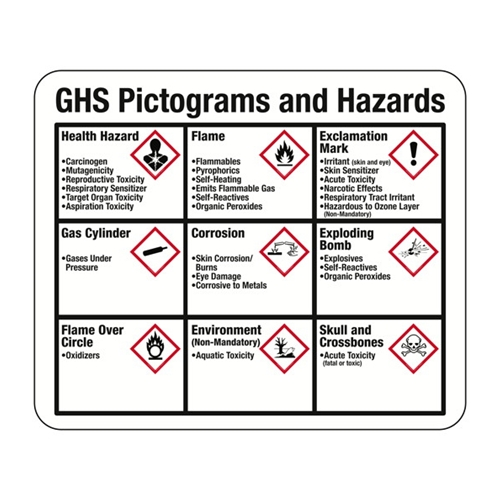 GHS Pictograms and Hazards
Health Hazard
•Carcinogen
•Mutagenicity
•Reproductive Toxicity
•Respiratory Sensitizer
•Target Organ Toxicity
•Aspiration Toxicity
Flame
•Flammables
•Pyrophorics
•Self-Heating
•Emits Flammable Gas
•Self-Reactives
•Organic Peroxides
Exclamation
Mark
•Irritant (skin and eye)
•Skin Sensitizer
•Acute Toxicity
•Narcotic Effects
•Respiratory Tract Irritant
•Hazardous to Ozone Layer
(Non-Mandatory)
Gas Cylinder
•Gases Under
Pressure
Corrosion
•Skin Corrosion/
Burns
•Eye Damage
•Corrosive to Metals
Exploding
Bomb
•Explosives
•Self-Reactives
•Organic Peroxides
Flame Over
Circle
•Oxidizers
Environment
(Non-Mandatory)
•Aquatic Toxicity
Skull and
Crossbones
•Acute Toxicity
(fatal or toxic)